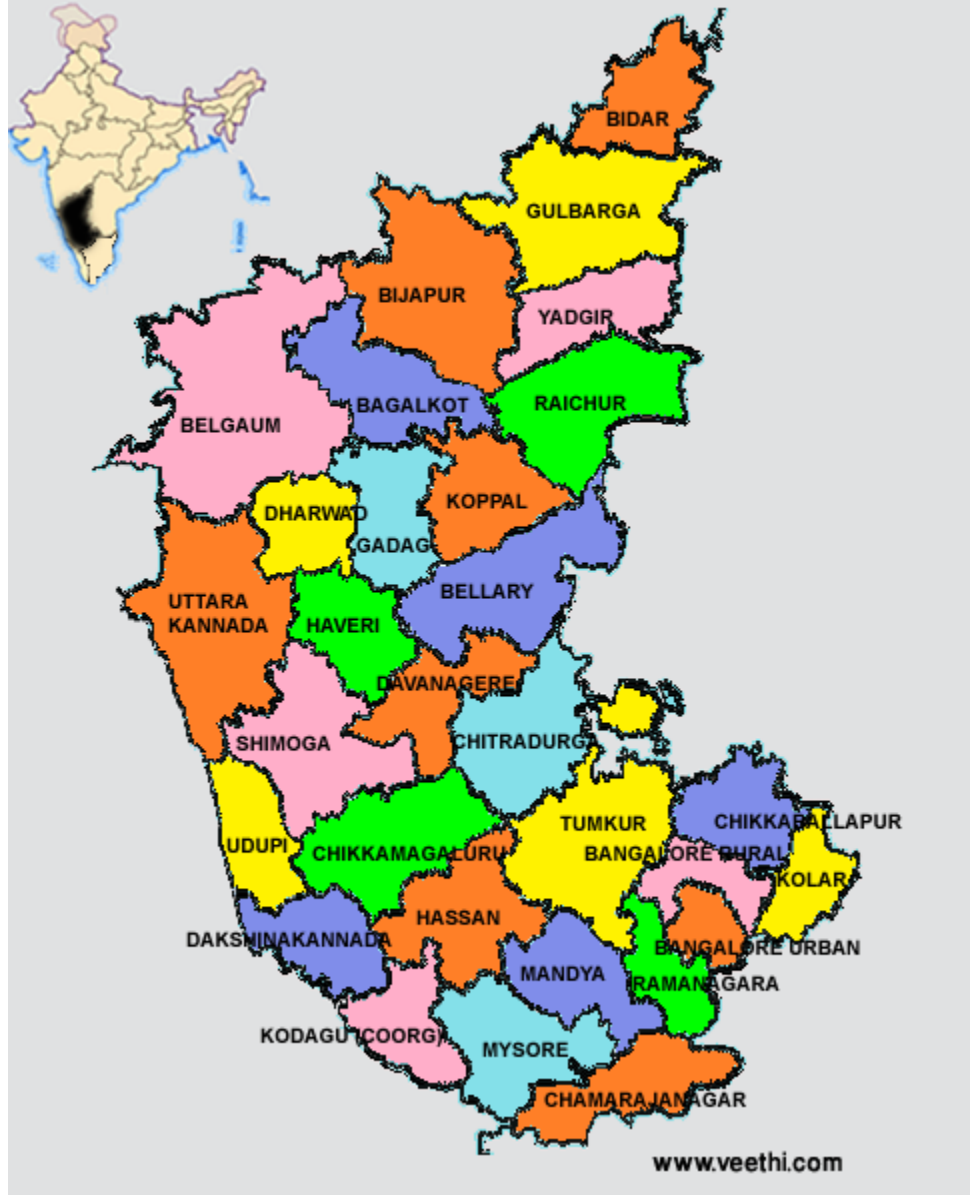 BIDAR
GULBARGA
BIJAPUR
YADGIR
BAGALKOT
RAICHUR
BELGAUM
KOPPAL
DHARWAD
GADAG
BELLARY
UTTARA
KANNADA
HAVERI
DAVANAGERE
SHIMOGA
CHITRADURGA
TUMKUR
CHIKKABALLAPUR
UDUPI
CHIKKAMAGALURU
BANGALORE RURAL
KOLAR
HASSAN
DAKSHINAKANNADA
BANGALORE URBAN
MANDYA
RAMANAGARA
KODAGU (COORG)
MYSORE
CHAMARAJANAGAR
www.veethi.com